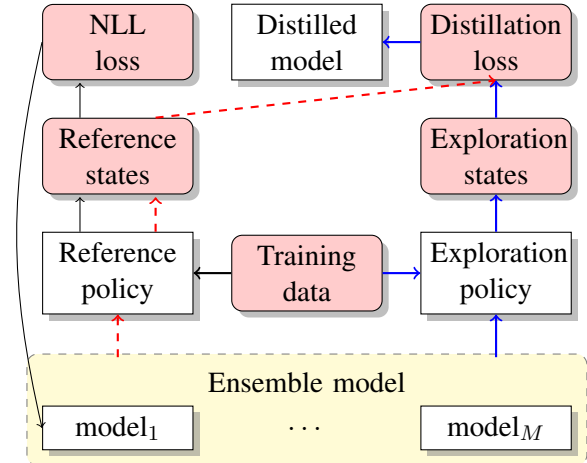 NLL
loss
Distilled
model
Distillation
loss
Reference
states
Exploration
states
Reference
policy
Training
data
Exploration
policy
Ensemble model
model₁
· · ·
model_M